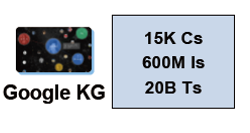 Google KG
15K Cs
600M Is
20B Ts